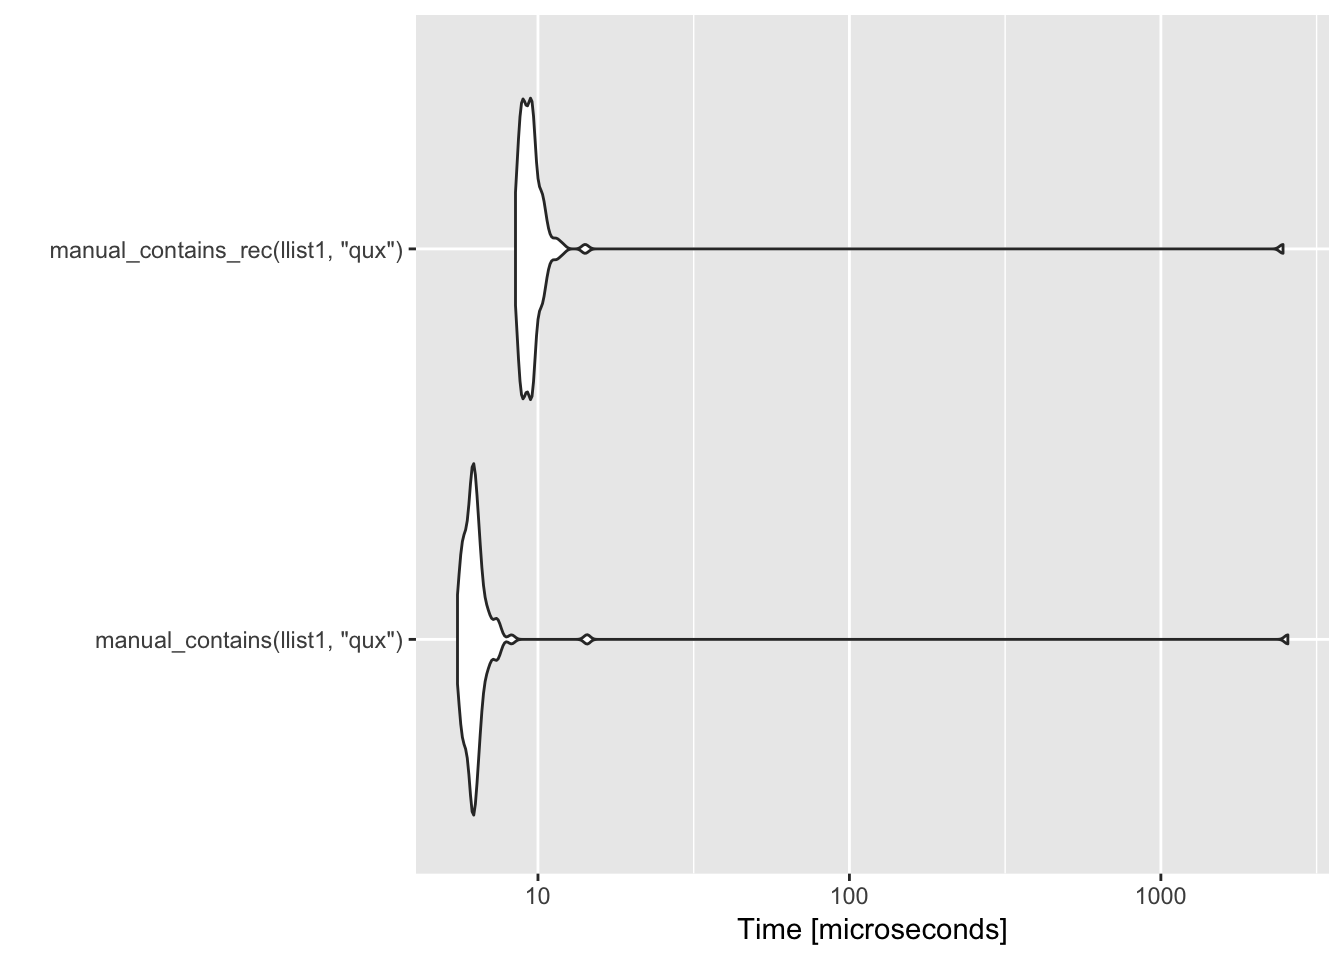 manual_contains_rec(llist1, "qux")
manual_contains(llist1, "qux")
10 100 1000
Time [microseconds]